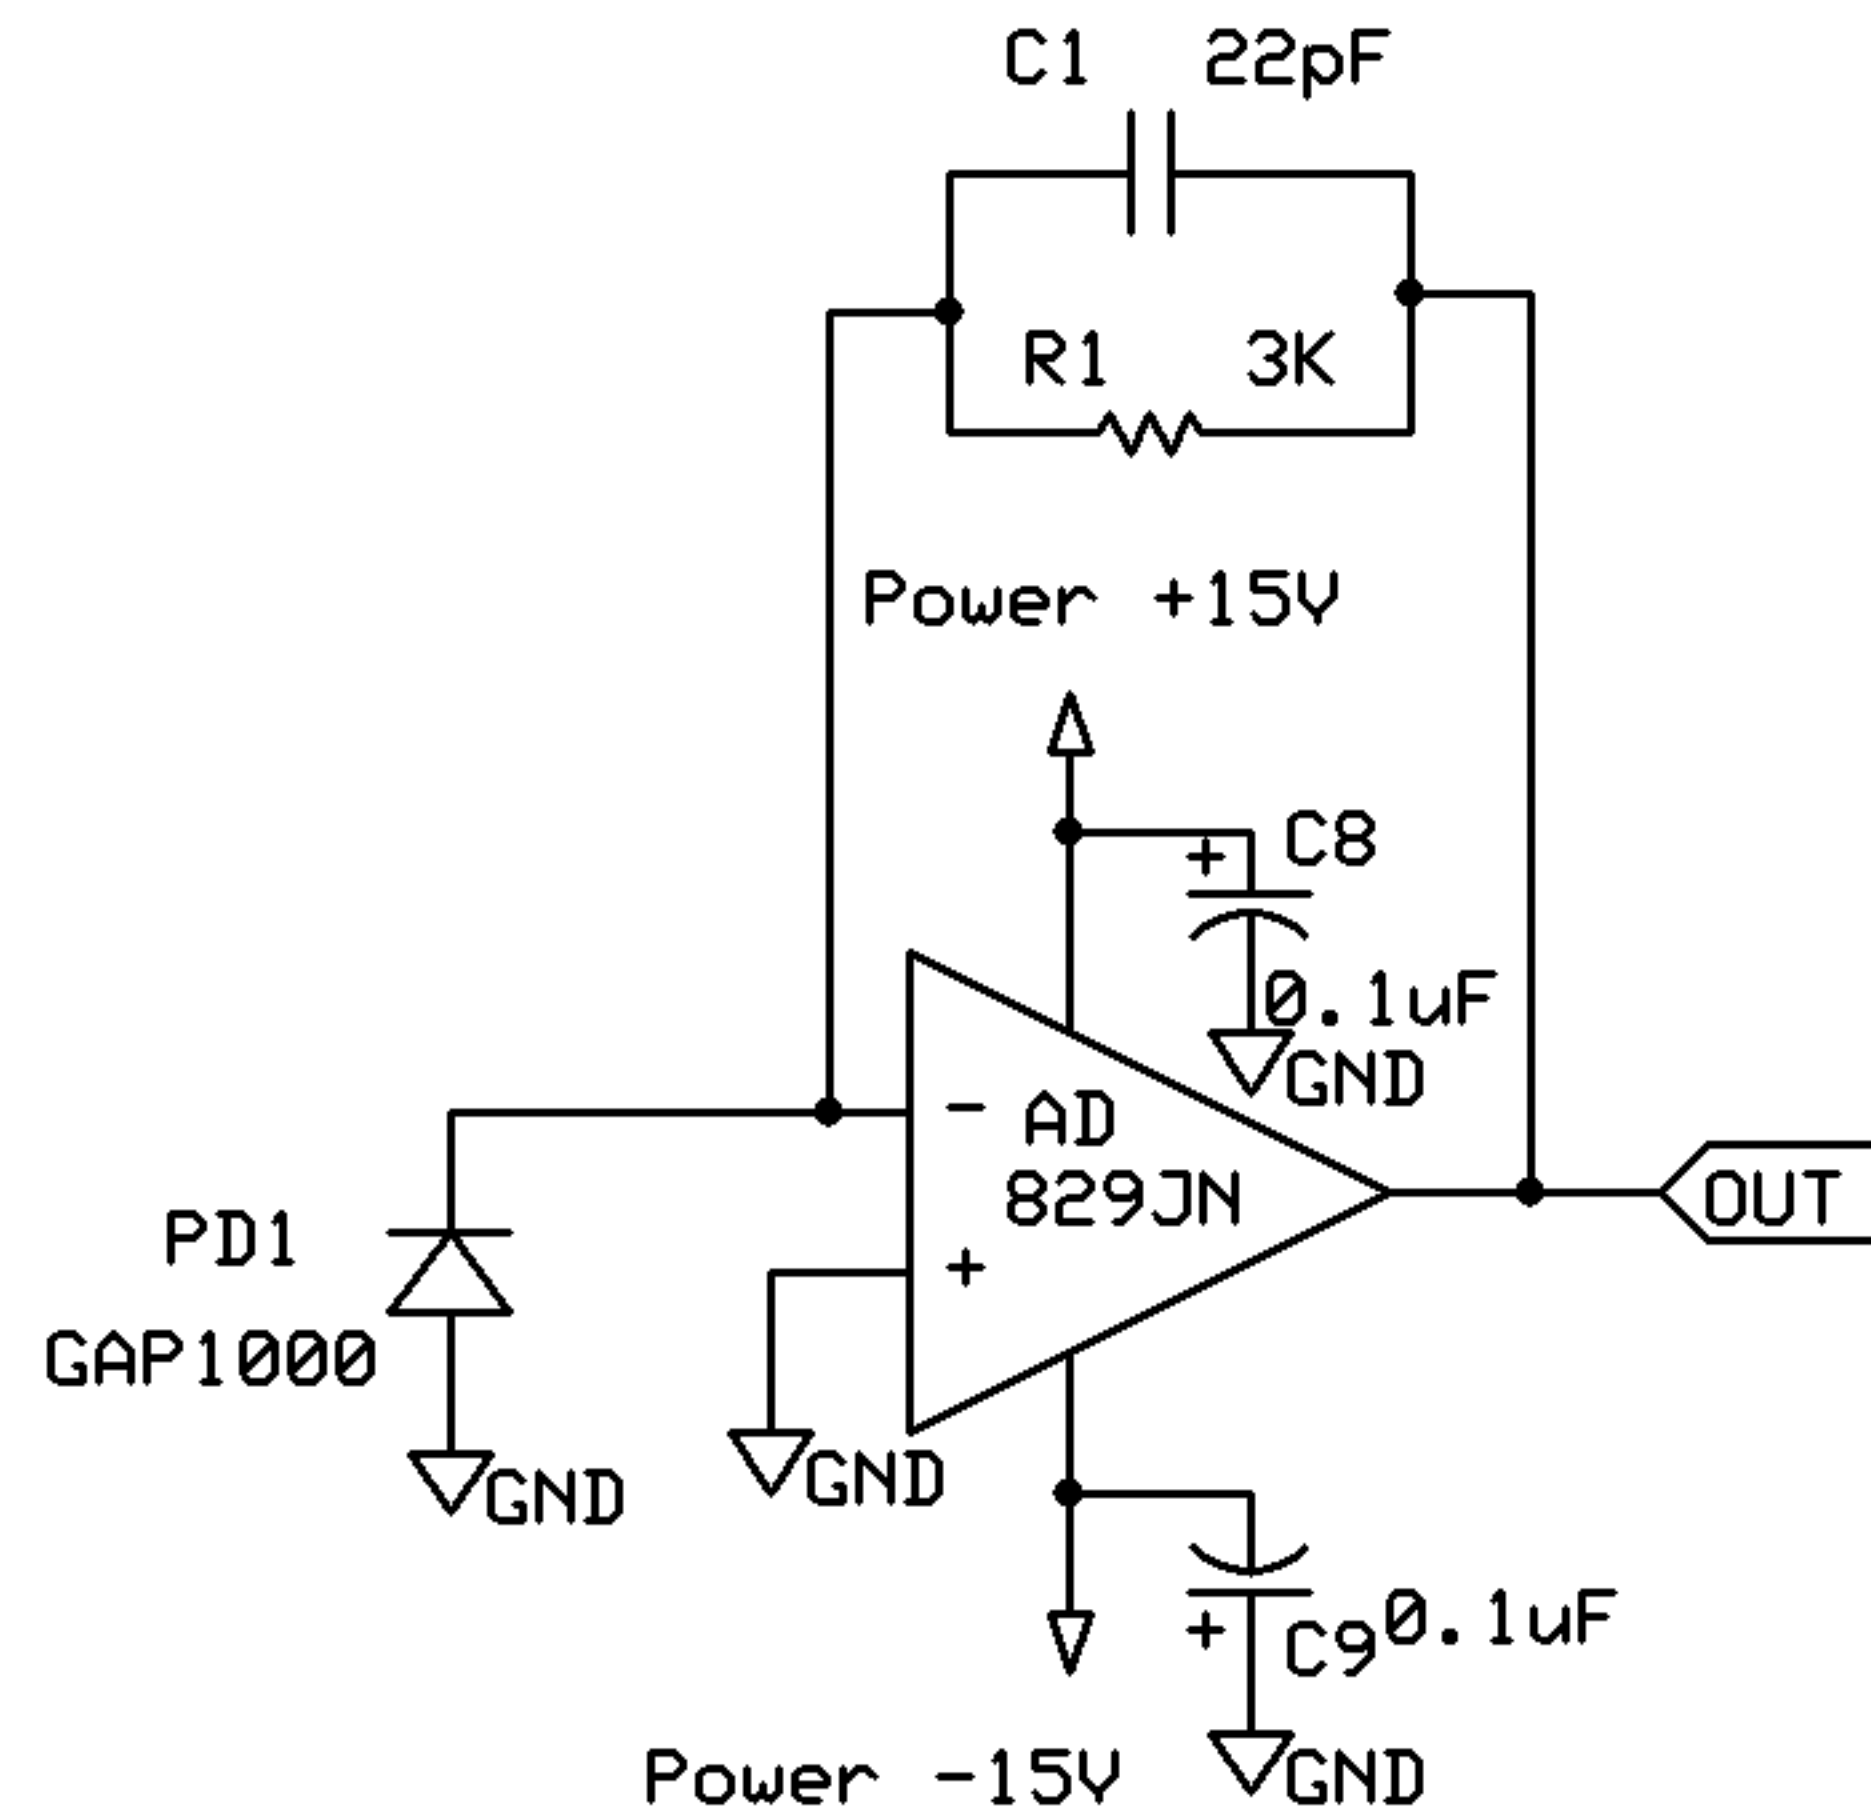 C1 22pF
R1 3K
Power +15V
+ C8
0.1uF
GND
- AD
829JN
OUT
PD1
+
GAP1000
GND
GND
+ C9 0.1uF
Power -15V
GND